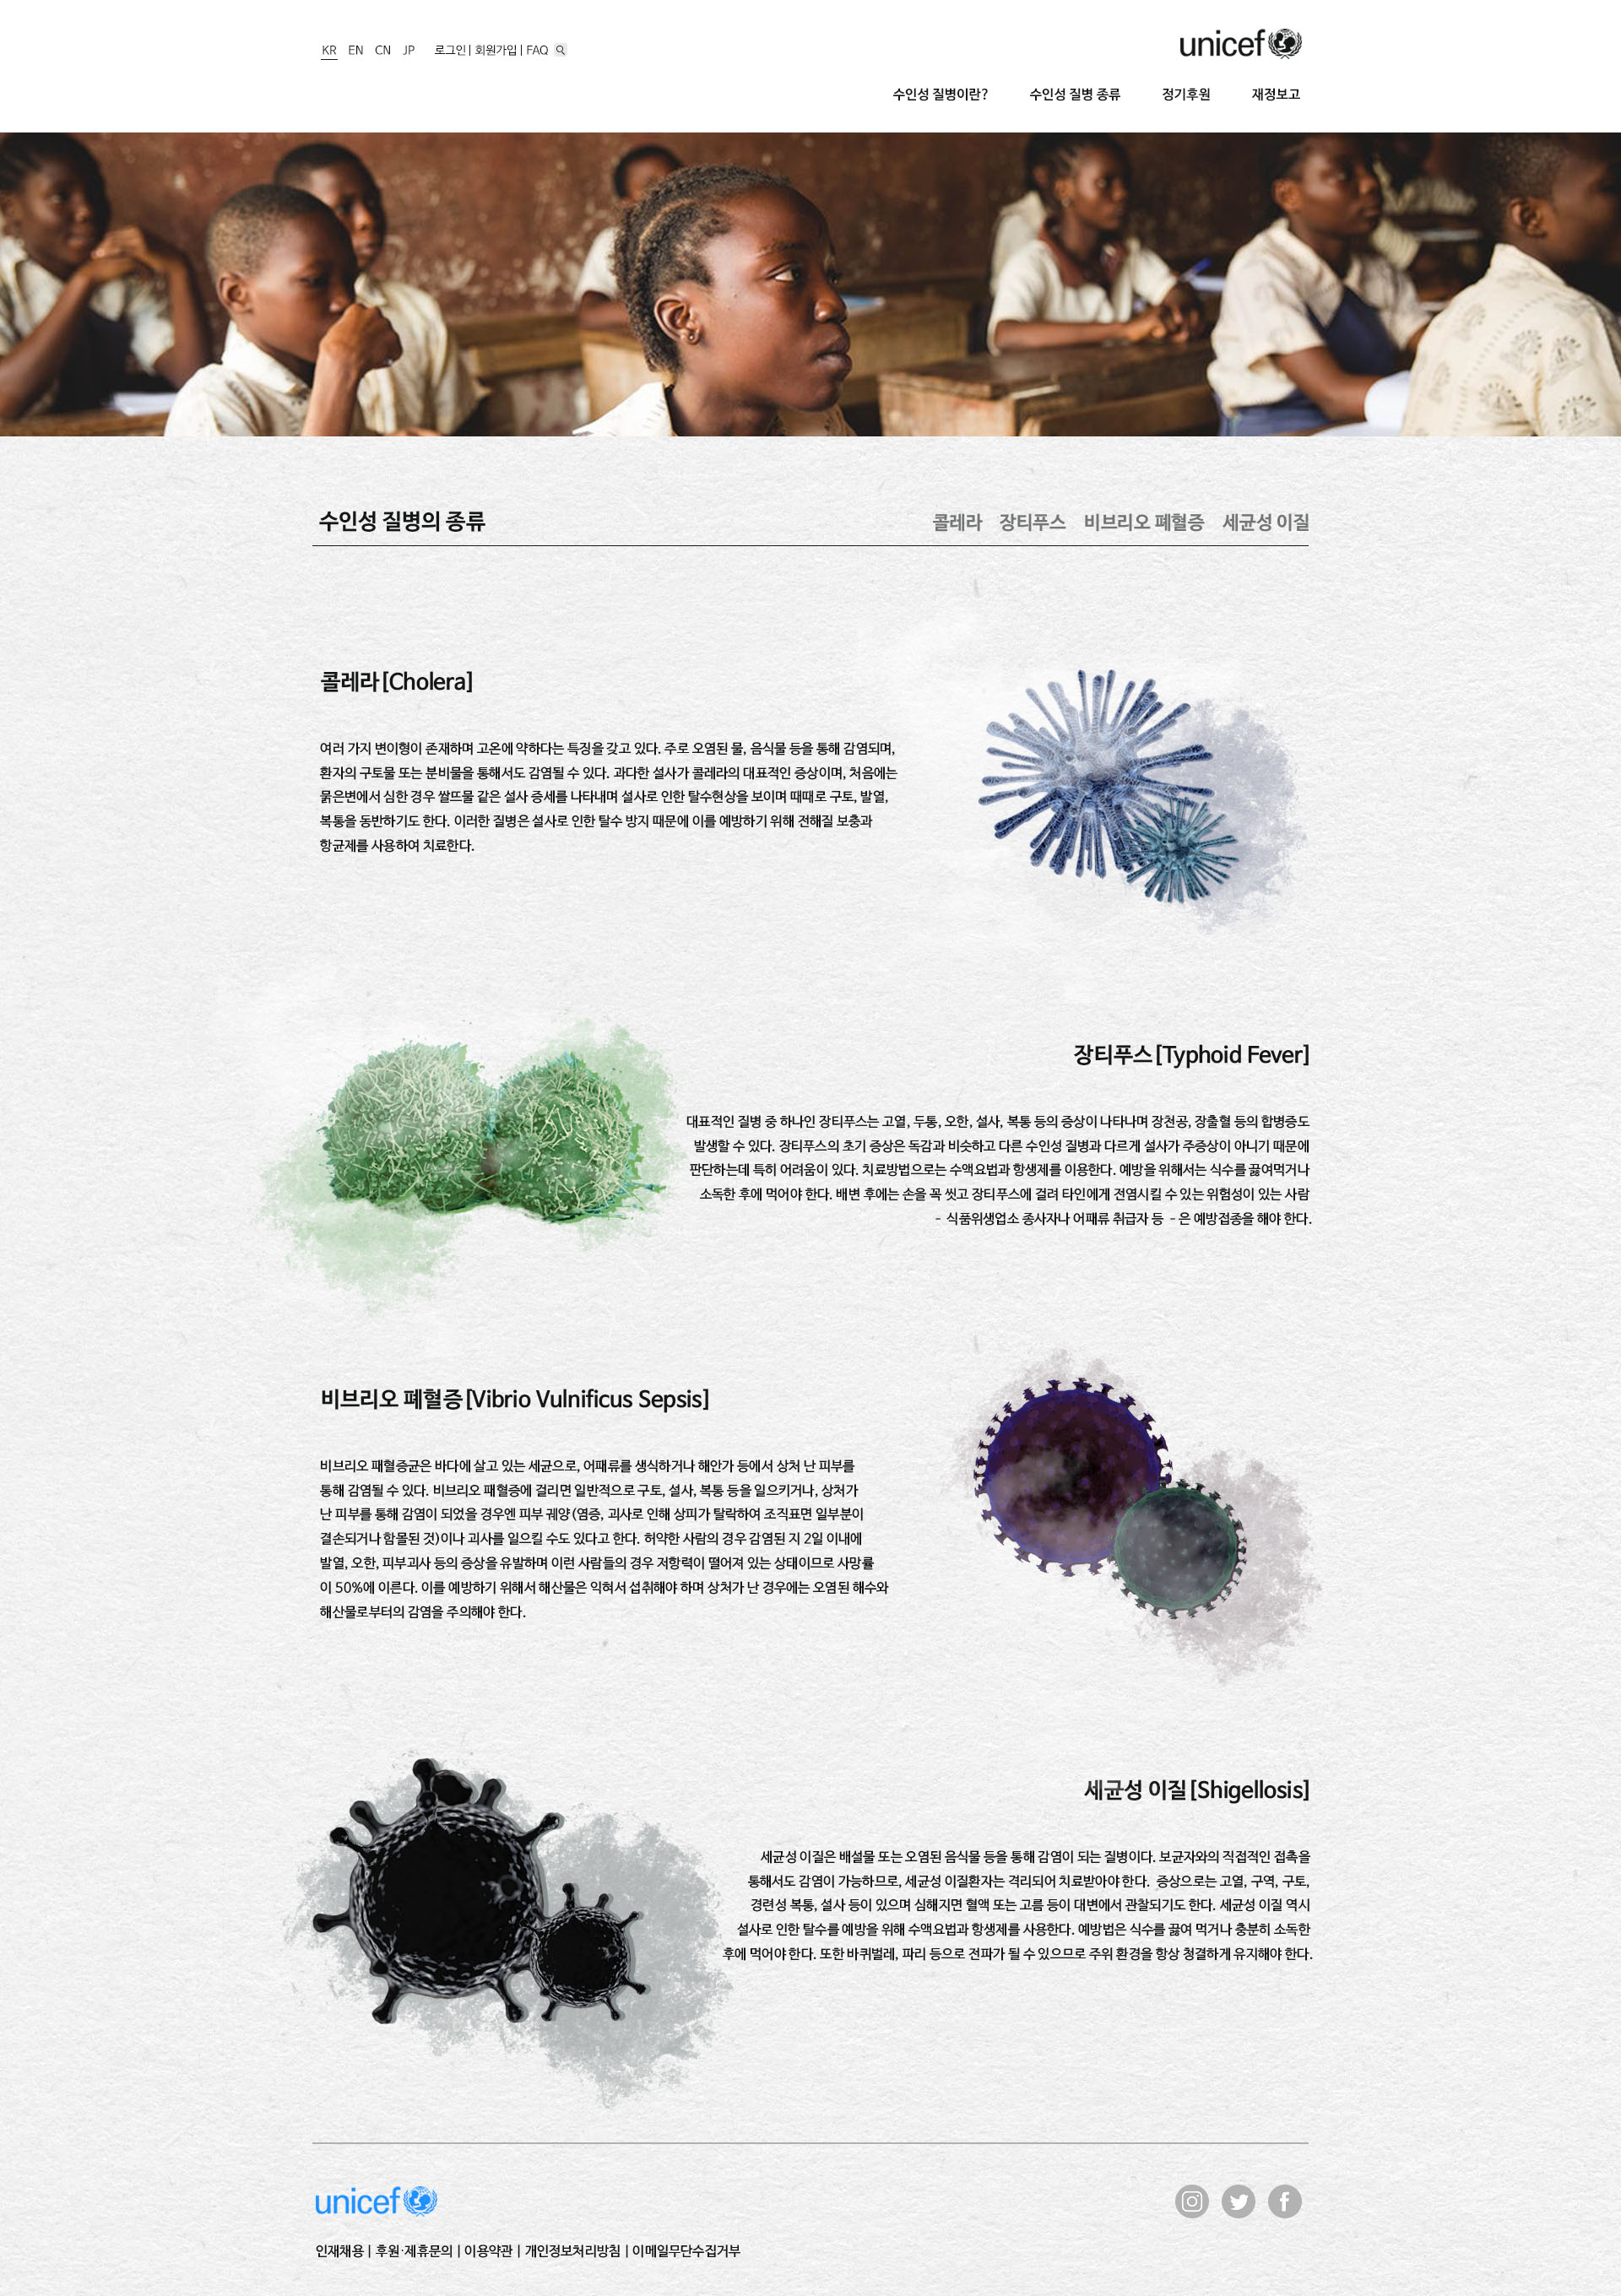 KR EN CN JP 로그인 | 회원가입 | FAQ
unicef
수인성 질병이란? 수인성 질병 종류 정기후원 재정보고
수인성 질병의 종류
콜레라 장티푸스 비브리오 폐혈증 세균성 이질
콜레라[Cholera]
여러 가지 변이형이 존재하며 고온에 약하다는 특징을 갖고 있다. 주로 오염된 물, 음식물 등을 통해 감염되며,
환자의 구토물 또는 분비물을 통해서도 감염될 수 있다. 과다한 설사가 콜레라의 대표적인 증상이며, 처음에는
묽은변에서 심한 경우 쌀뜨물 같은 설사 증세를 나타내며 설사로 인한 탈수현상을 보이며 때때로 구토, 발열,
복통을 동반하기도 한다. 이러한 질병은 설사로 인한 탈수 방지 때문에 이를 예방하기 위해 전해질 보충과
항균제를 사용하여 치료한다.
장티푸스[Typhoid Fever]
대표적인 질병 중 하나인 장티푸스는 고열, 두통, 오한, 설사, 복통 등의 증상이 나타나며 장천공, 장출혈 등의 합병증도
발생할 수 있다. 장티푸스의 초기 증상은 독감과 비슷하고 다른 수인성 질병과 다르게 설사가 주증상이 아니기 때문에
판단하는데 특히 어려움이 있다. 치료방법으로는 수액요법과 항생제를 이용한다. 예방을 위해서는 식수를 끓여먹거나
소독한 후에 먹어야 한다. 배변 후에는 손을 꼭 씻고 장티푸스에 걸려 타인에게 전염시킬 수 있는 위험성이 있는 사람
- 식품위생업소 종사자나 어패류 취급자 등 -은 예방접종을 해야 한다.
비브리오 폐혈증[Vibrio Vulnificus Sepsis]
비브리오 패혈증균은 바다에 살고 있는 세균으로, 어패류를 생식하거나 해안가 등에서 상처 난 피부를
통해 감염될 수 있다. 비브리오 패혈증에 걸리면 일반적으로 구토, 설사, 복통 등을 일으키거나, 상처가
난 피부를 통해 감염이 되었을 경우엔 피부 궤양(염증, 괴사로 인해 상피가 탈락하여 조직표면 일부분이
결손되거나 함몰된 것)이나 괴사를 일으킬 수도 있다고 한다. 허약한 사람의 경우 감염된 지 2일 이내에
발열, 오한, 피부괴사 등의 증상을 유발하며 이런 사람들의 경우 저항력이 떨어져 있는 상태이므로 사망률
이 50%에 이른다. 이를 예방하기 위해서 해산물은 익혀서 섭취해야 하며 상처가 난 경우에는 오염된 해수와
해산물로부터의 감염을 주의해야 한다.
세균성 이질[Shigellosis]
세균성 이질은 배설물 또는 오염된 음식물 등을 통해 감염이 되는 질병이다. 보균자와의 직접적인 접촉을
통해서도 감염이 가능하므로, 세균성 이질환자는 격리되어 치료받아야 한다. 증상으로는 고열, 구역, 구토,
경련성 복통, 설사 등이 있으며 심해지면 혈액 또는 고름 등이 대변에서 관찰되기도 한다. 세균성 이질 역시
설사로 인한 탈수를 예방을 위해 수액요법과 항생제를 사용한다. 예방법은 식수를 끓여 먹거나 충분히 소독한
후에 먹어야 한다. 또한 바퀴벌레, 파리 등으로 전파가 될 수 있으므로 주위 환경을 항상 청결하게 유지해야 한다.
unicef
인재채용 | 후원·제휴문의 | 이용약관 | 개인정보처리방침 | 이메일무단수집거부